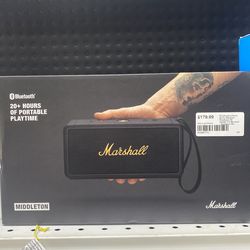 Bluetooth®
20+ HOURS
OF PORTABLE
PLAYTIME
$179.99
Marshall
MIDDLETON
Marshall